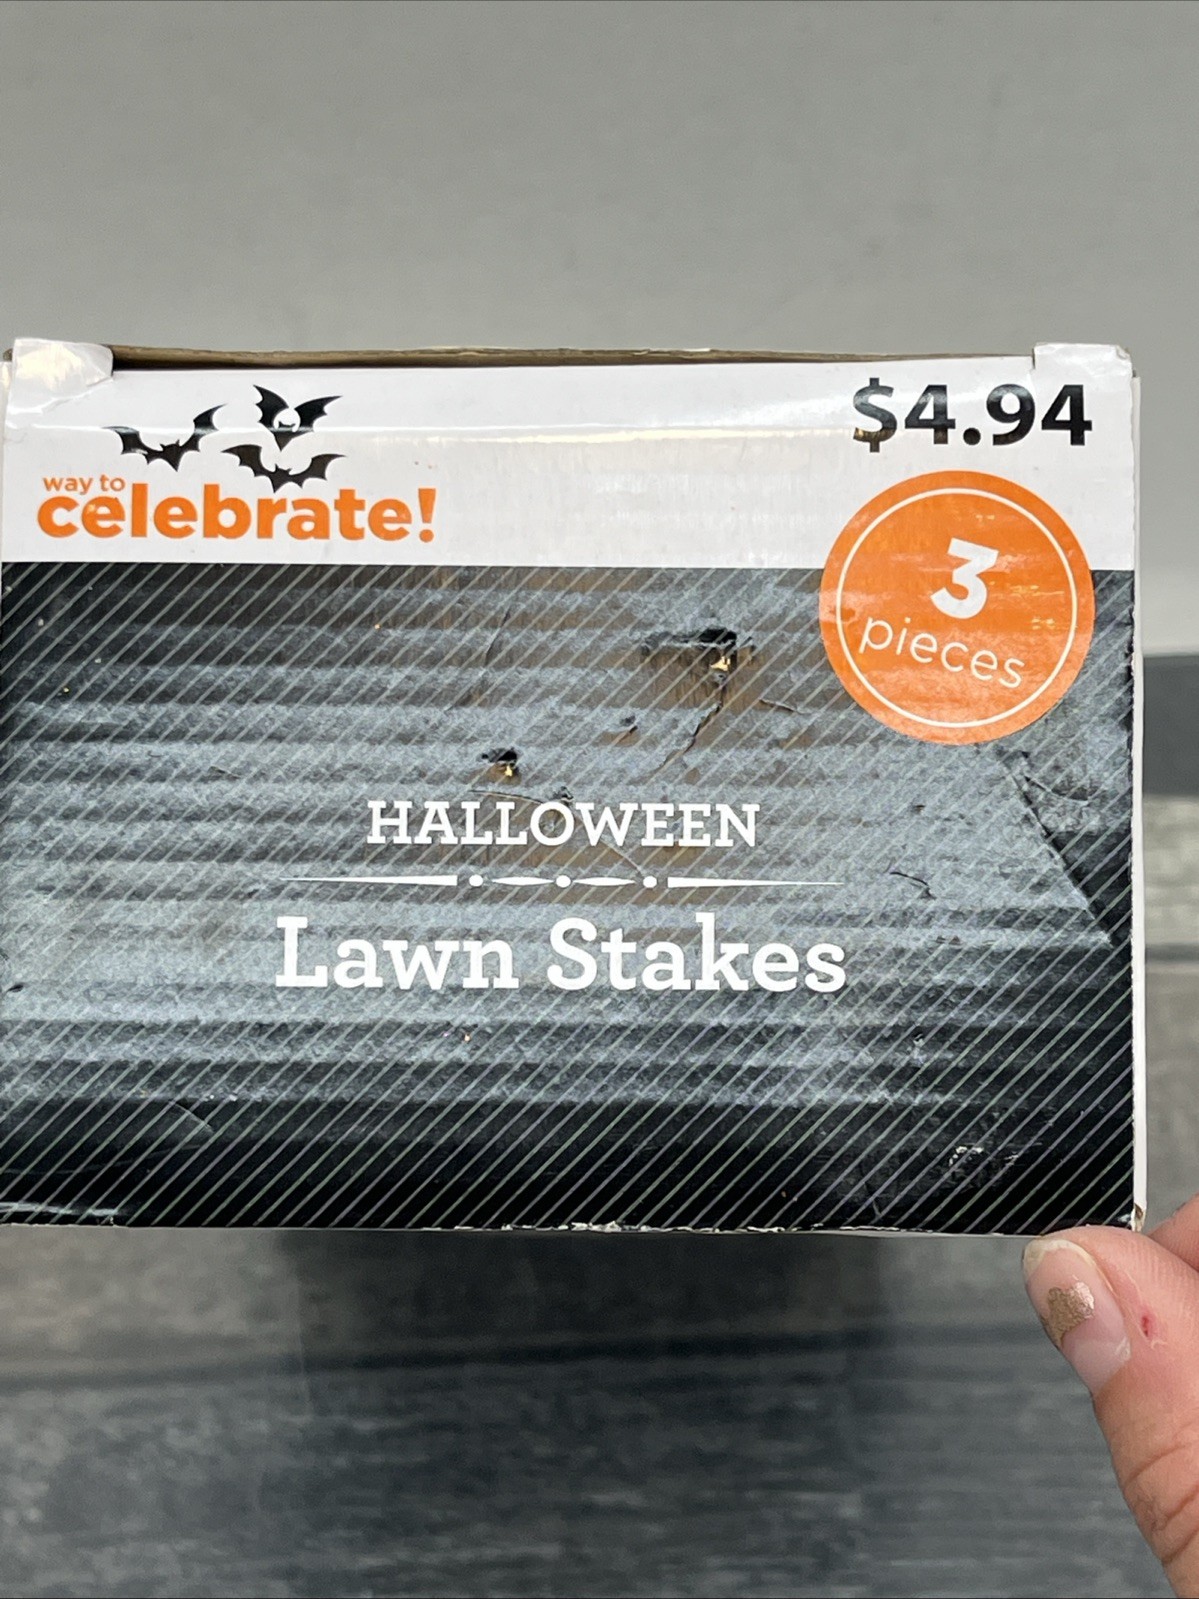 way to
celebrate!
$4.94
3
pieces
HALLOWEEN
Lawn Stakes